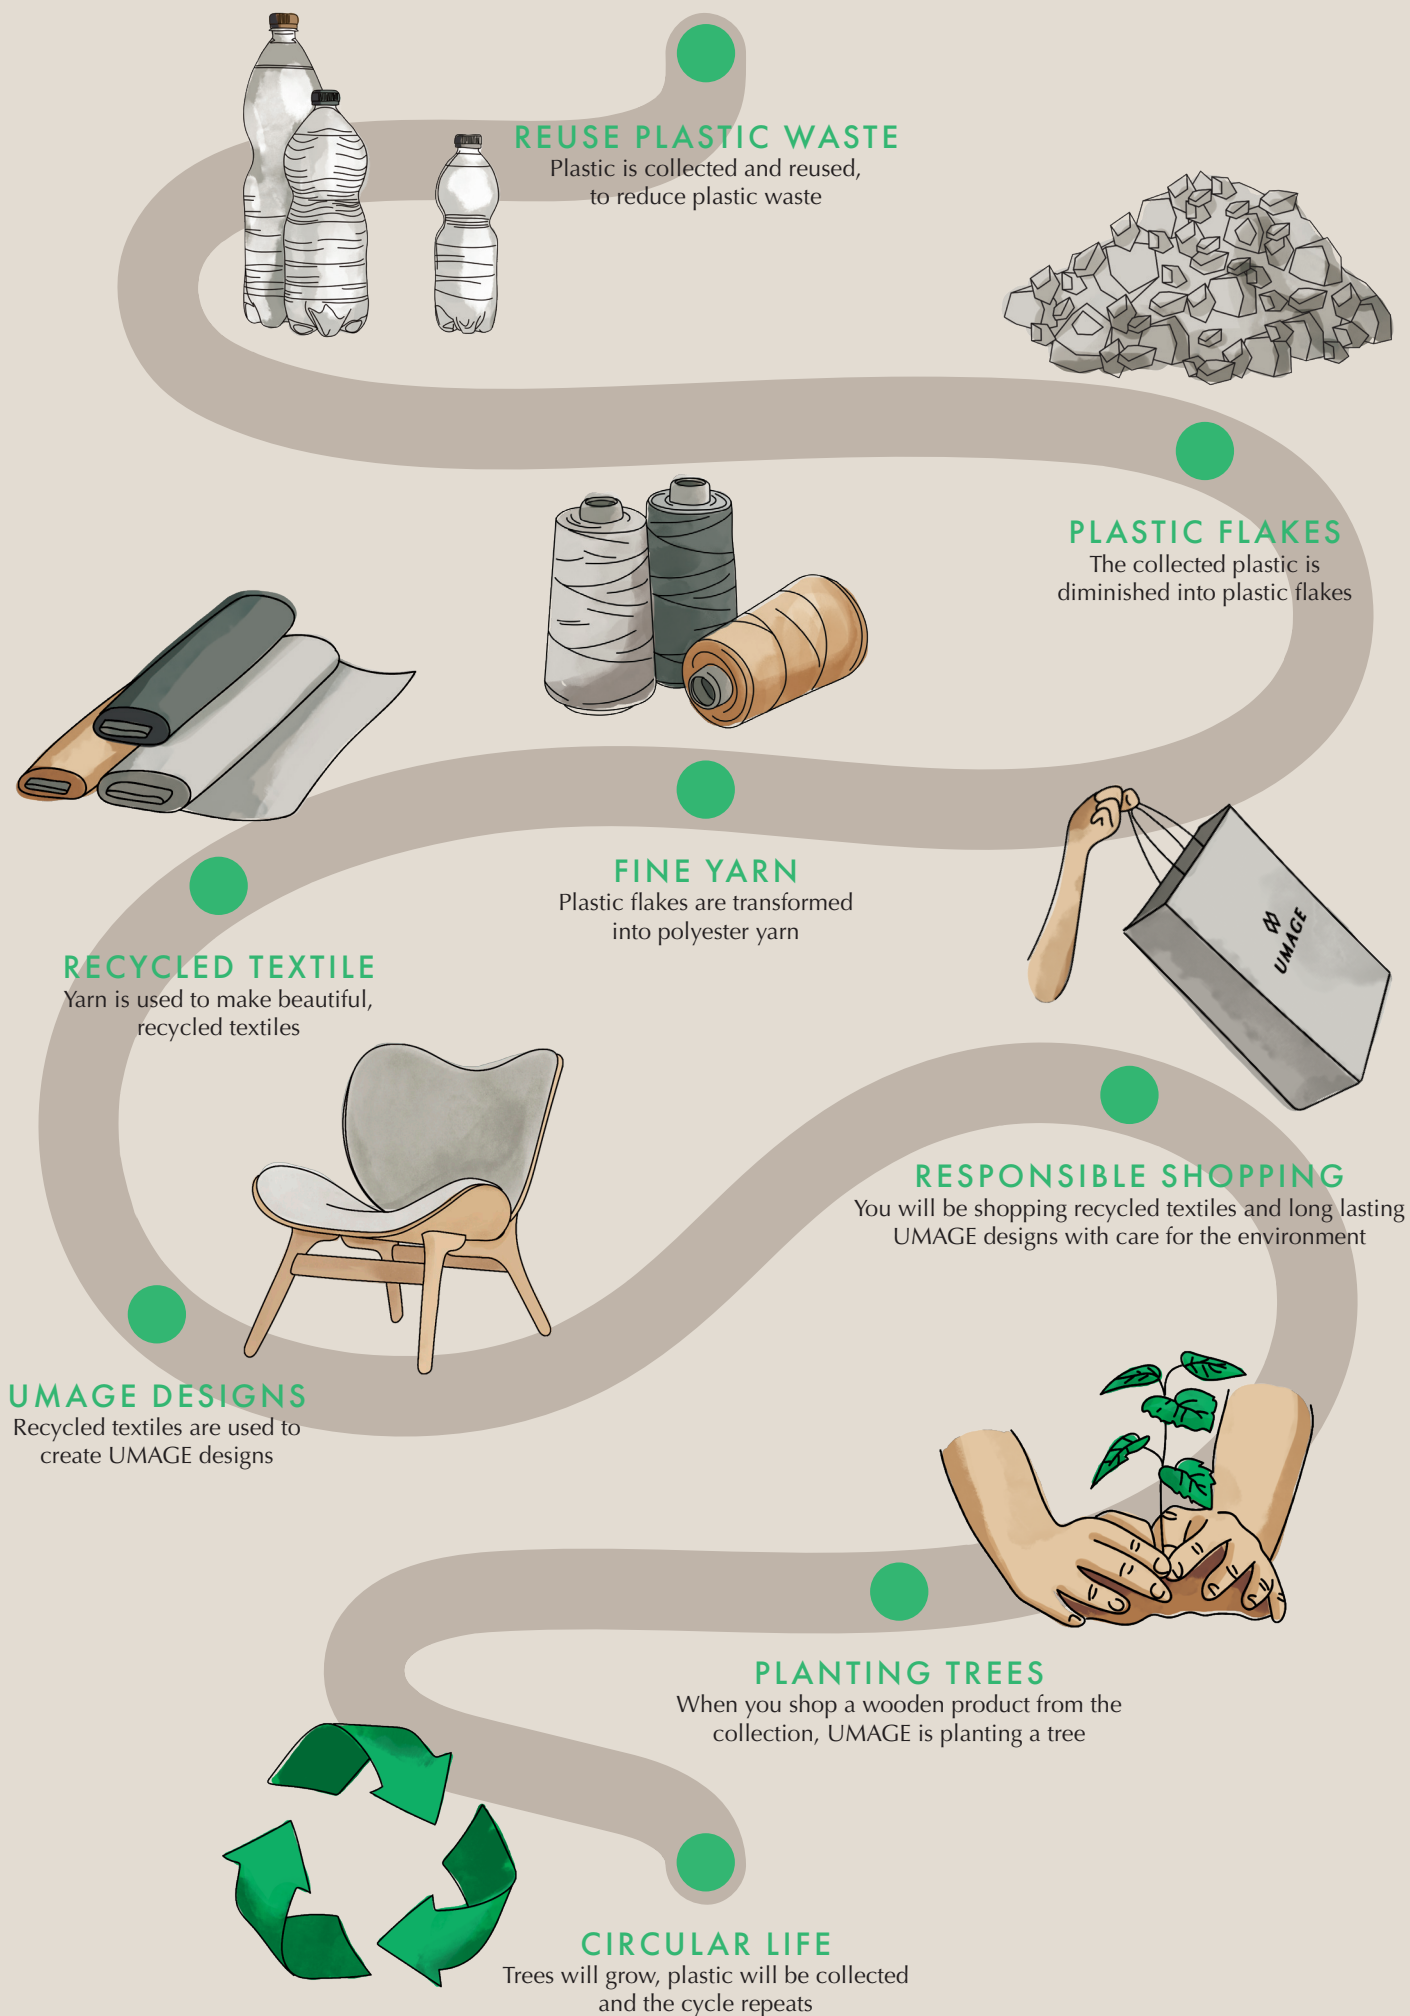 REUSE PLASTIC WASTE
Plastic is collected and reused,
to reduce plastic waste
PLASTIC FLAKES
The collected plastic is
diminished into plastic flakes
FINE YARN
Plastic flakes are transformed
into polyester yarn
RECYCLED TEXTILE
Yarn is used to make beautiful,
recycled textiles
UMAGE
RESPONSIBLE SHOPPING
You will be shopping recycled textiles and long lasting
UMAGE designs with care for the environment
UMAGE DESIGNS
Recycled textiles are used to
create UMAGE designs
PLANTING TREES
When you shop a wooden product from the
collection, UMAGE is planting a tree
CIRCULAR LIFE
Trees will grow, plastic will be collected
and the cycle repeats